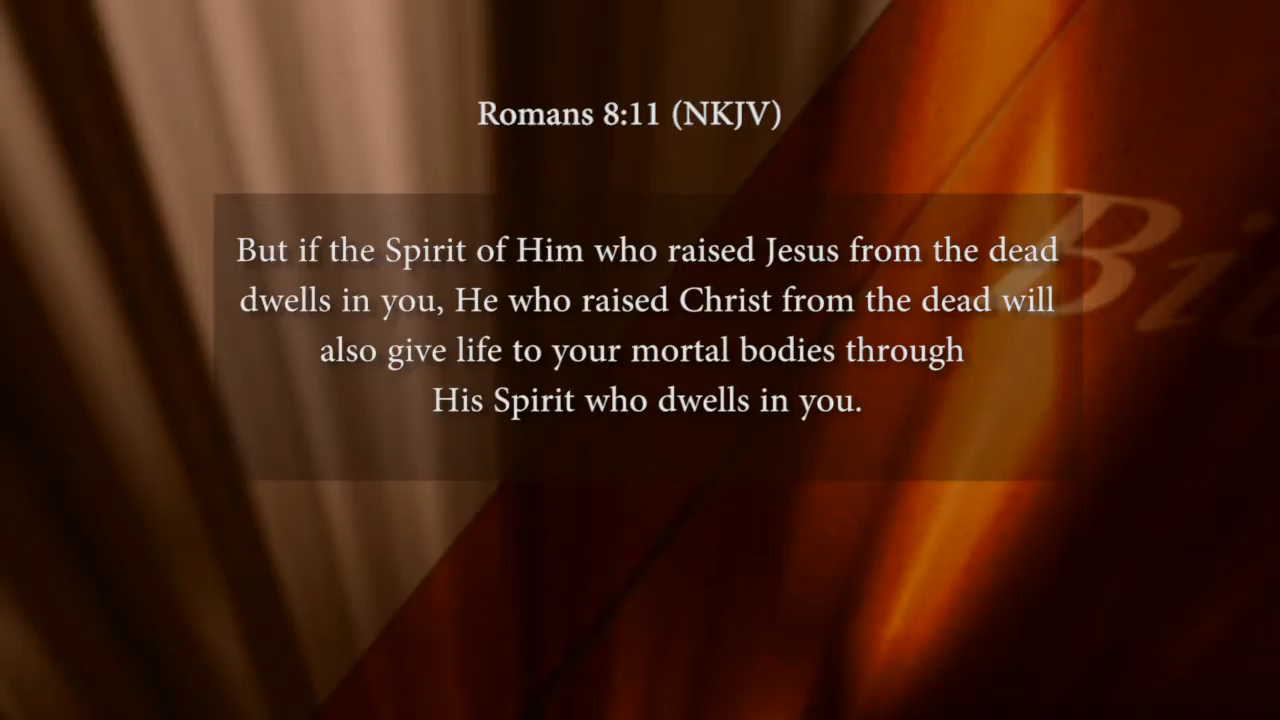 Romans 8:11 (NKJV)
But if the Spirit of Him who raised Jesus from the dead
dwells in you, He who raised Christ from the dead will
also give life to your mortal bodies through
His Spirit who dwells in you.